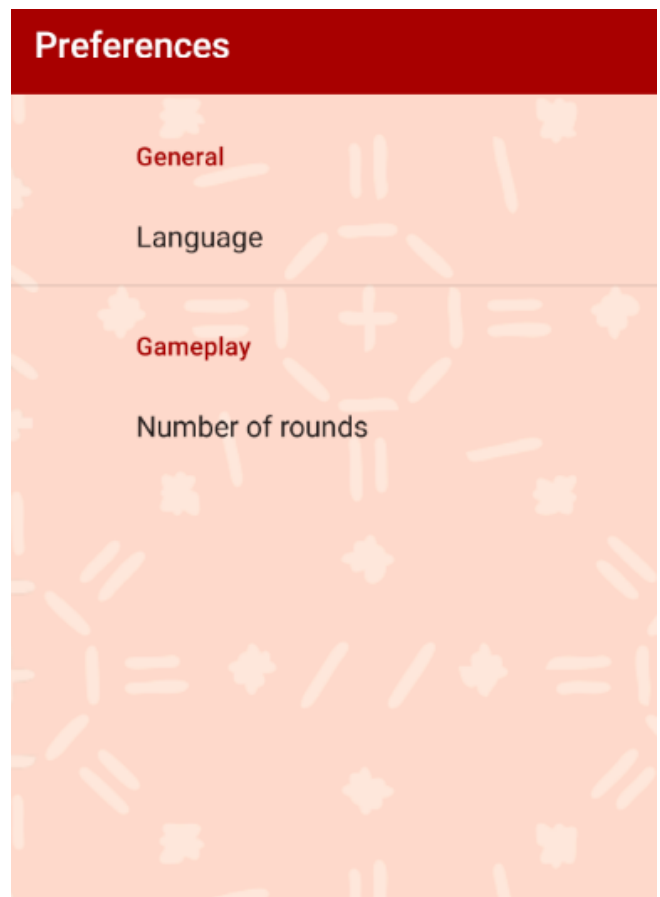 Preferences
General
Language
Gameplay
Number of rounds